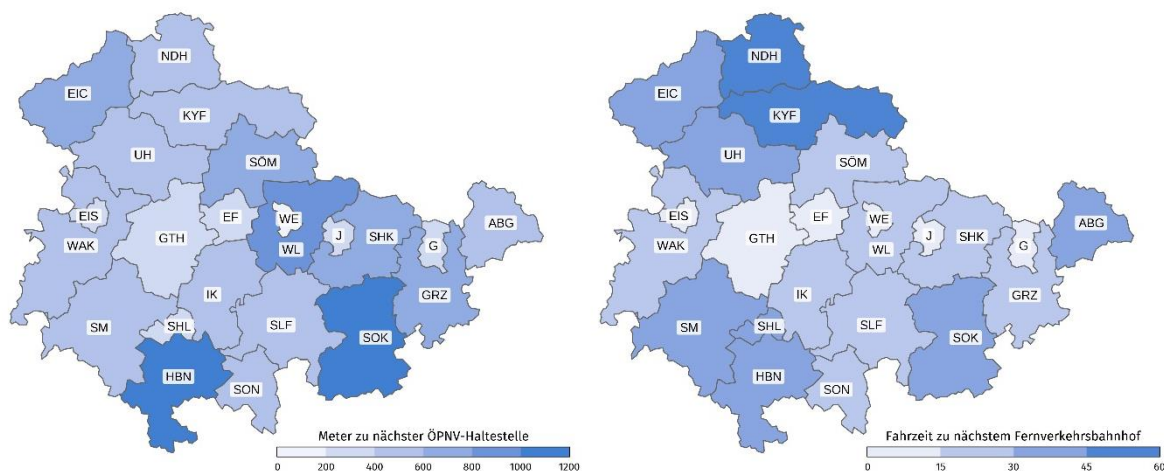 NDH
EIC
KYF
UH
SÖM
EIS
EF
WE
ABG
WAK
GTH
J
SHK
G
WL
IK
GRZ
SM
SHL
SLF
SOK
HBN
SON
Meter zu nächster ÖPNV-Haltestelle
0 200 400 600 800 1000 1200
NDH
EIC
KYF
UH
SÖM
EIS
EF
WE
ABG
WAK
GTH
J
SHK
G
WL
IK
GRZ
SM
SHL
SLF
SOK
HBN
SON
Fahrzeit zu nächstem Fernverkehrsbahnhof
0 15 30 45 60